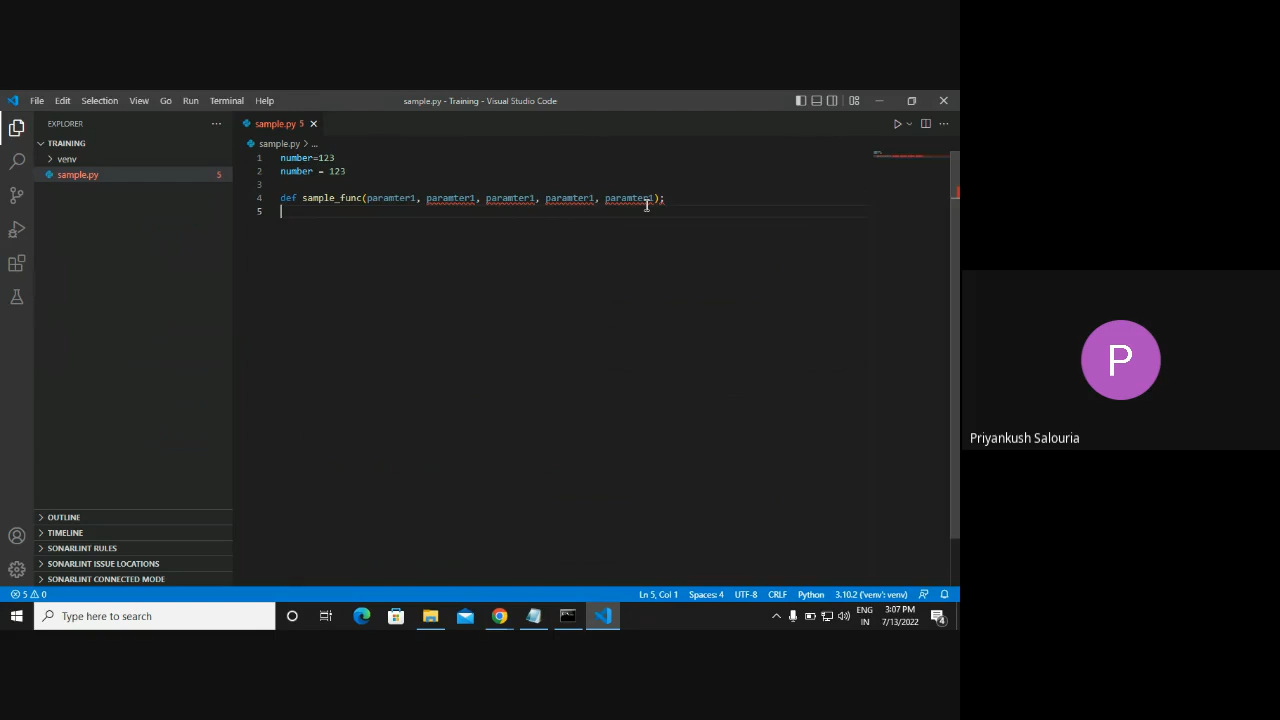 File Edit Selection View Go Run Terminal Help
sample.py - Training - Visual Studio Code
EXPLORER
TRAINING
venv
sample.py 5
OUTLINE
TIMELINE
SONARLINT RULES
SONARLINT ISSUE LOCATIONS
SONARLINT CONNECTED MODE
sample.py 5
sample.py > ...
1 number=123
2 number = 123
3
4 def sample_func(paramter1, paramter1, paramter1, paramter1, paramter1);
5
5 0
Ln 5, Col 1 Spaces: 4 UTF-8 CRLF Python 3.10.2 ('venv': venv)
Type here to search
ENG
IN
3:07 PM
7/13/2022
4
P
Priyankush Salouria